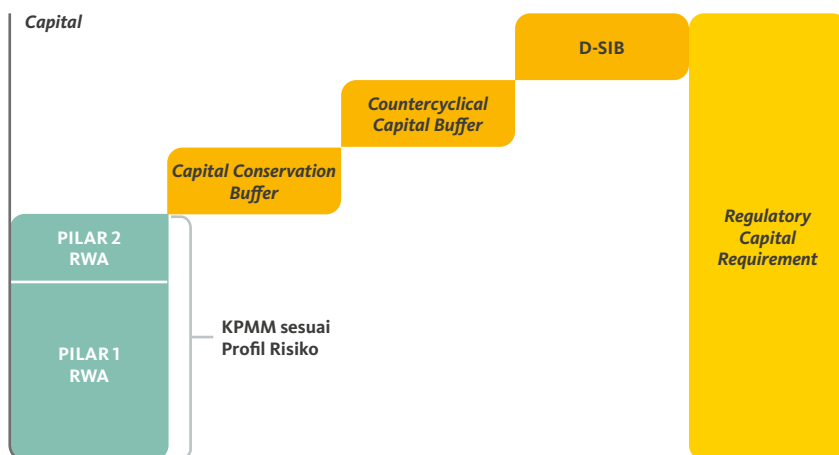 Capital
D-SIB
Countercyclical
Capital Buffer
Capital Conservation
Buffer
PILAR 2
RWA
PILAR 1
RWA
KPMM sesuai
Profil Risiko
Regulatory
Capital
Requirement